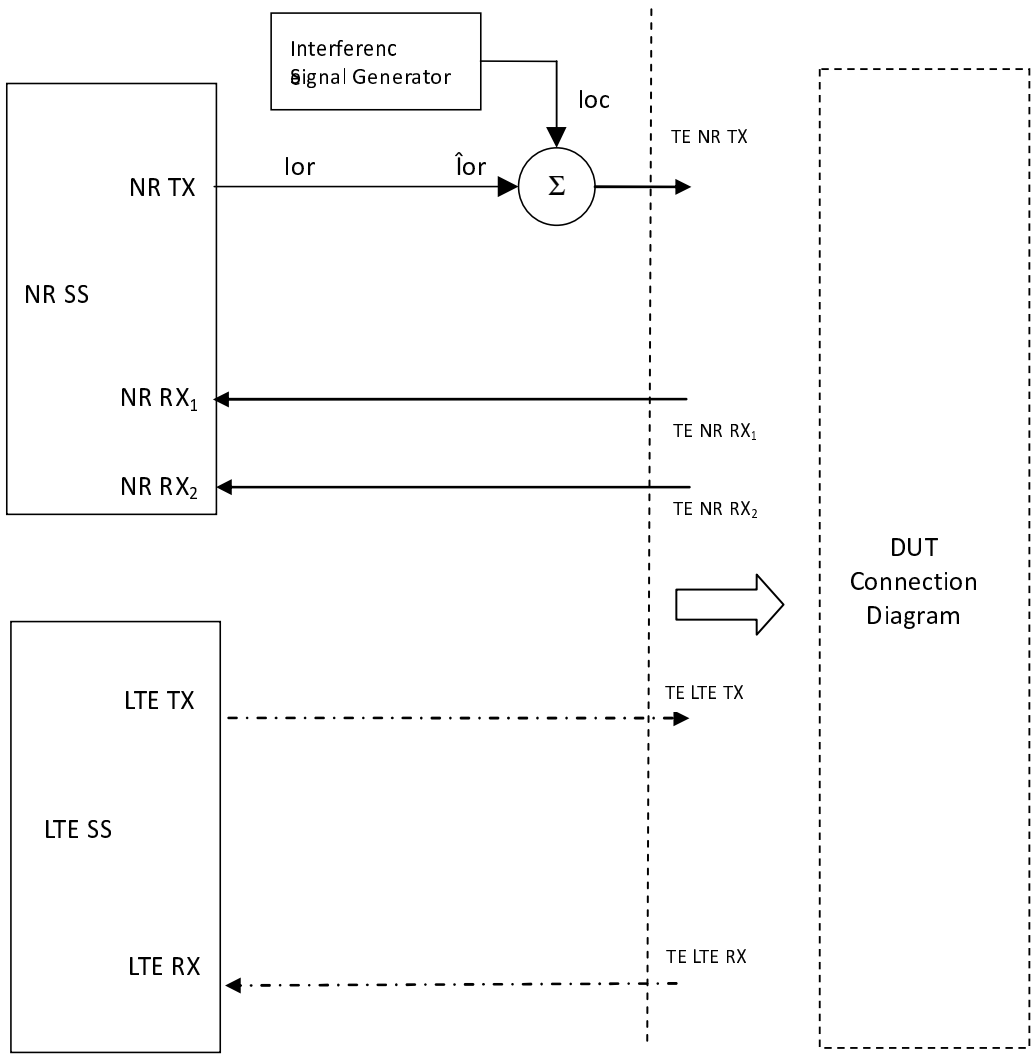 Interferenc
e
Signal Generator
Ioc
TE NR TX
Ior
Îor
NR TX
Σ
NR SS
NR RX₁
TE NR RX₁
NR RX₂
TE NR RX₂
DUT
Connection
Diagram
LTE TX
TE LTE TX
LTE SS
TE LTE RX
LTE RX